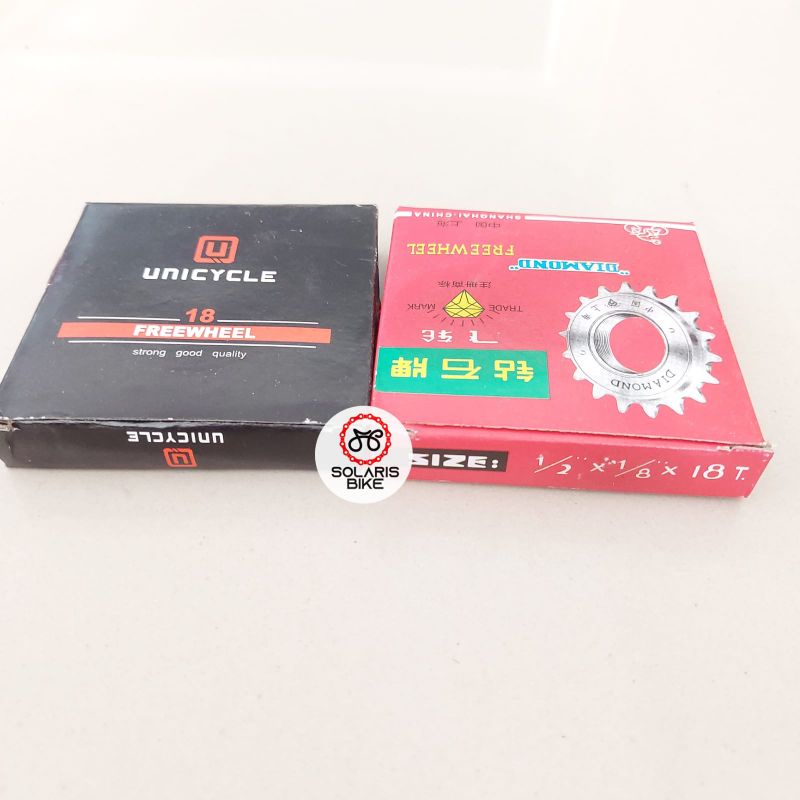 UNICYCLE
18
FREEWHEEL
strong good quality
UNICYCLE
SHANGHAI-CHINA
中国 上海
"DIAMOND"
FREEWHEEL
注册商标
TRADE MARK
飞轮
钻石牌
DIAMOND
SIZE: 1/2" × 1/8" × 18 T.
SOLARIS
BIKE